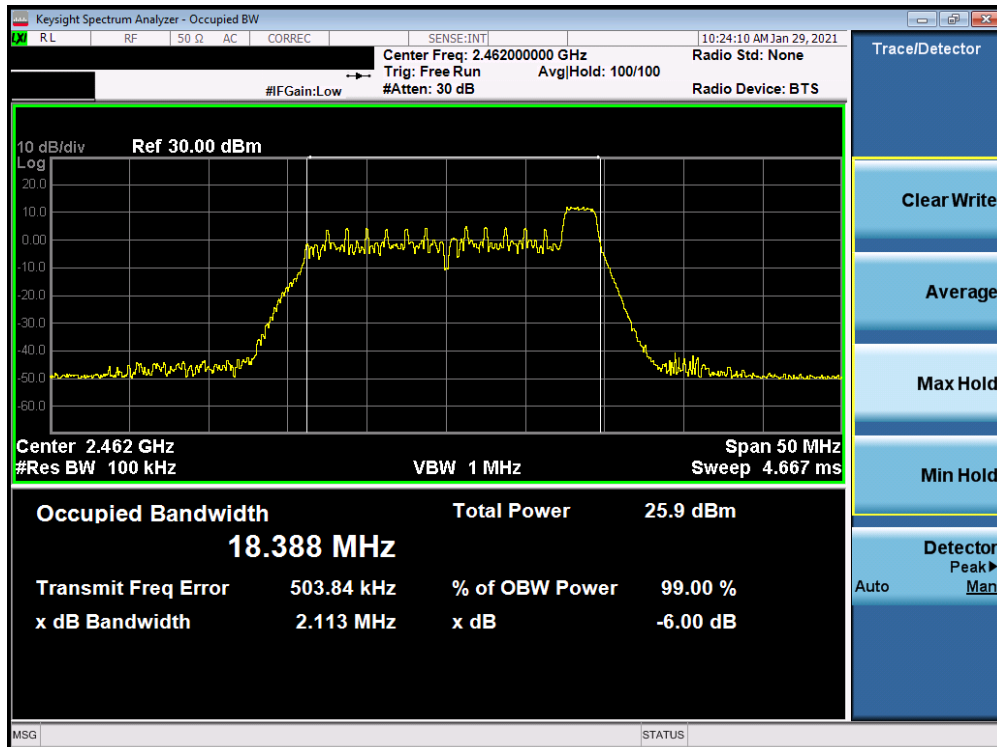 Keysight Spectrum Analyzer - Occupied BW
LXI RL RF 50 Ω AC CORREC SENSE:INT 10:24:10 AM Jan 29, 2021
Center Freq: 2.462000000 GHz Radio Std: None
Trig: Free Run Avg|Hold: 100/100
#IFGain:Low #Atten: 30 dB Radio Device: BTS
10 dB/div Ref 30.00 dBm
Log
20.0
10.0
0.00
-10.0
-20.0
-30.0
-40.0
-50.0
-60.0
Center 2.462 GHz Span 50 MHz
#Res BW 100 kHz VBW 1 MHz Sweep 4.667 ms
Occupied Bandwidth Total Power 25.9 dBm
18.388 MHz
Transmit Freq Error 503.84 kHz % of OBW Power 99.00 %
x dB Bandwidth 2.113 MHz x dB -6.00 dB
MSG STATUS
Trace/Detector
Clear Write
Average
Max Hold
Min Hold
Detector
Peak▶
Auto Man